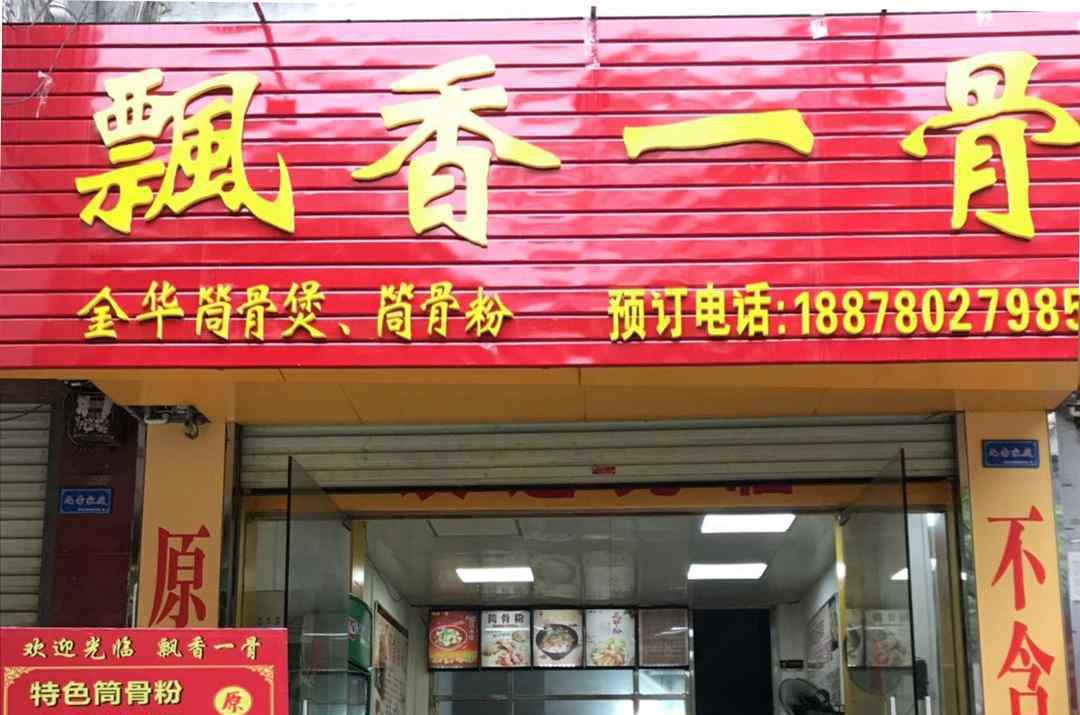 飄香一骨
金华筒骨煲、筒骨粉
预订电话:18878027985
原
不含
筒骨粉
欢迎光临 飘香一骨
特色筒骨粉
原